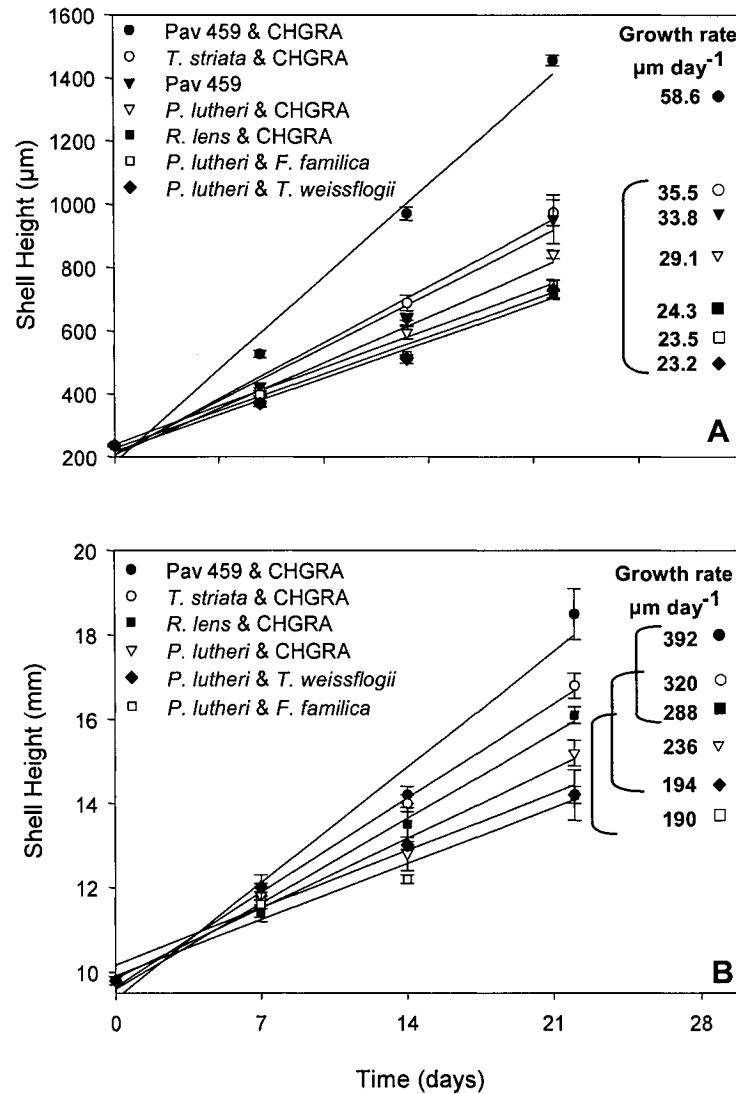 1600
1400
1200
1000
800
600
400
200
Shell Height (µm)
Pav 459 & CHGRA
T. striata & CHGRA
Pav 459
P. lutheri & CHGRA
R. lens & CHGRA
P. lutheri & F. familica
P. lutheri & T. weissflogii
Growth rate
µm day-1
58.6
35.5
33.8
29.1
24.3
23.5
23.2
A
20
18
16
14
12
10
Shell Height (mm)
Pav 459 & CHGRA
T. striata & CHGRA
R. lens & CHGRA
P. lutheri & CHGRA
P. lutheri & T. weissflogii
P. lutheri & F. familica
Growth rate
µm day-1
392
320
288
236
194
190
B
0 7 14 21 28
Time (days)